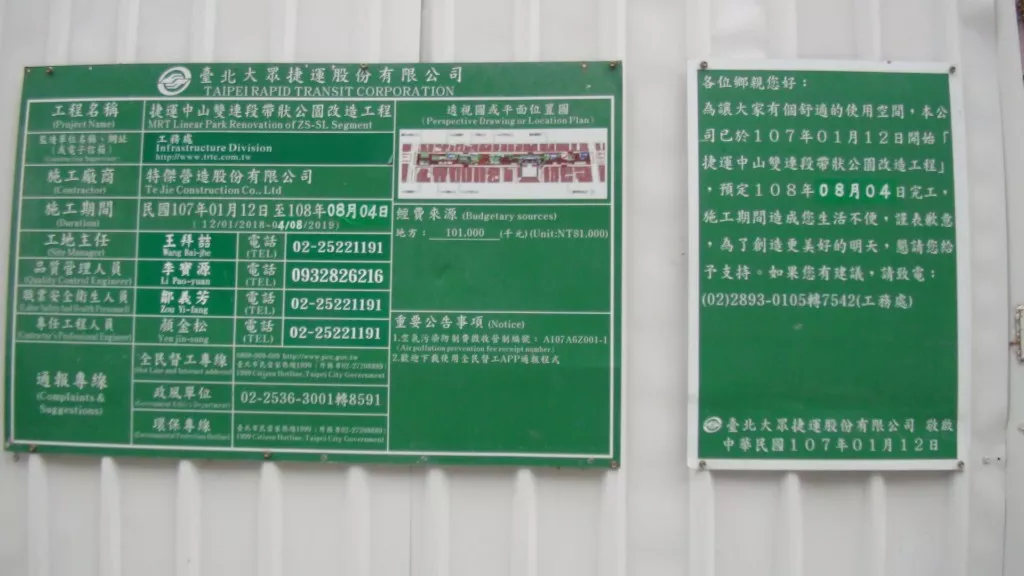 臺北大眾捷運股份有限公司
TAIPEI RAPID TRANSIT CORPORATION
工程名稱
(Project Name)
捷運中山雙連段帶狀公園改造工程
MRT Linear Park Renovation of ZS-SL Segment
工務處
Infrastructure Division
http://www.trtc.com.tw
施工廠商
(Contractor)
特傑營造股份有限公司
Te Jie Construction Co., Ltd
施工期間
(Duration)
民國107年01月12日至108年08月04日
(12/01/2018-04/08/2019)
工地主任
(Site Manager)
王拜喆
Wang Bai-jhe
電話
(TEL)
02-25221191
品質管理人員
(Quality Control Engineer)
李寶源
Li Pao-yuan
電話
(TEL)
0932826216
職業安全衛生人員
鄒義芳
Zou Yi-fang
電話
(TEL)
02-25221191
專任工程人員
顏金松
Yen jin-song
電話
(TEL)
02-25221191
通報專線
(Complaints &
Suggestions)
全民督工專線
1999 Citizen Hotline, Taipei City Government
政風單位
02-2536-3001轉8591
環保專線
1999 Citizen Hotline, Taipei City Government
透視圖或平面位置圖
(Perspective Drawing or Location Plan)
經費來源 (Budgetary sources)
地方： 101,000 (千元) (Unit:NT$1,000)
重要公告事項 (Notice)
1.空氣污染防制費徵收管制編號： A107A6Z001-1
(Air pullation prevention fee receipt number)
2.歡迎下載使用全民督工APP通報程式
各位鄉親您好：
為讓大家有個舒適的使用空間，本公
司已於107年01月12日開始「
捷運中山雙連段帶狀公園改造工程」
，預定108年08月04日完工，
施工期間造成您生活不便，謹表歉意
，為了創造更美好的明天，懇請您給
予支持。如果您有建議，請致電：
(02)2893-0105轉7542(工務處)
臺北大眾捷運股份有限公司 敬啟
中華民國107年01月12日